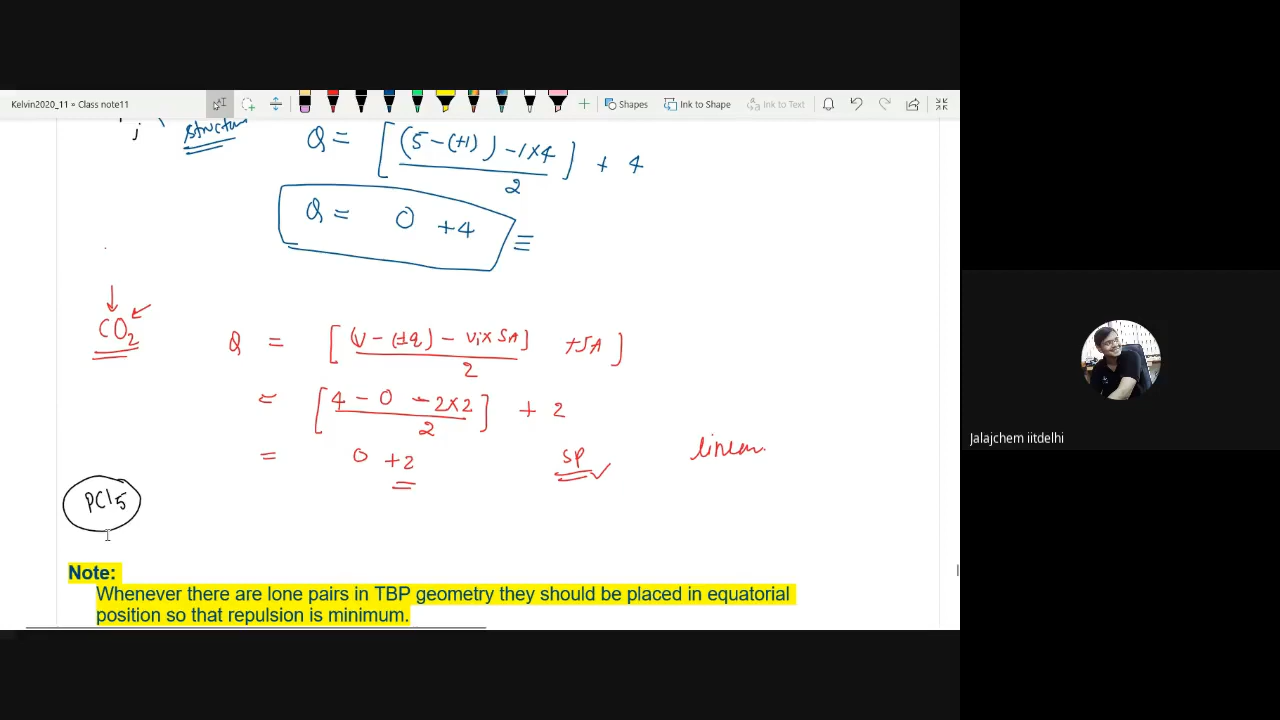 Kelvin2020_11 » Class note11
Shapes
Ink to Shape
Ink to Text
j
structure
Q = [(5-(+1))-1×4 / 2] + 4
Q = 0 +4
CO2
Q = [(V-(±q)-Vi×SA] / 2 +SA]
= [4-0-2×2 / 2] + 2
= 0 +2 SP linear
PCl5
Jalajchem iitdelhi
Note:
Whenever there are lone pairs in TBP geometry they should be placed in equatorial
position so that repulsion is minimum.